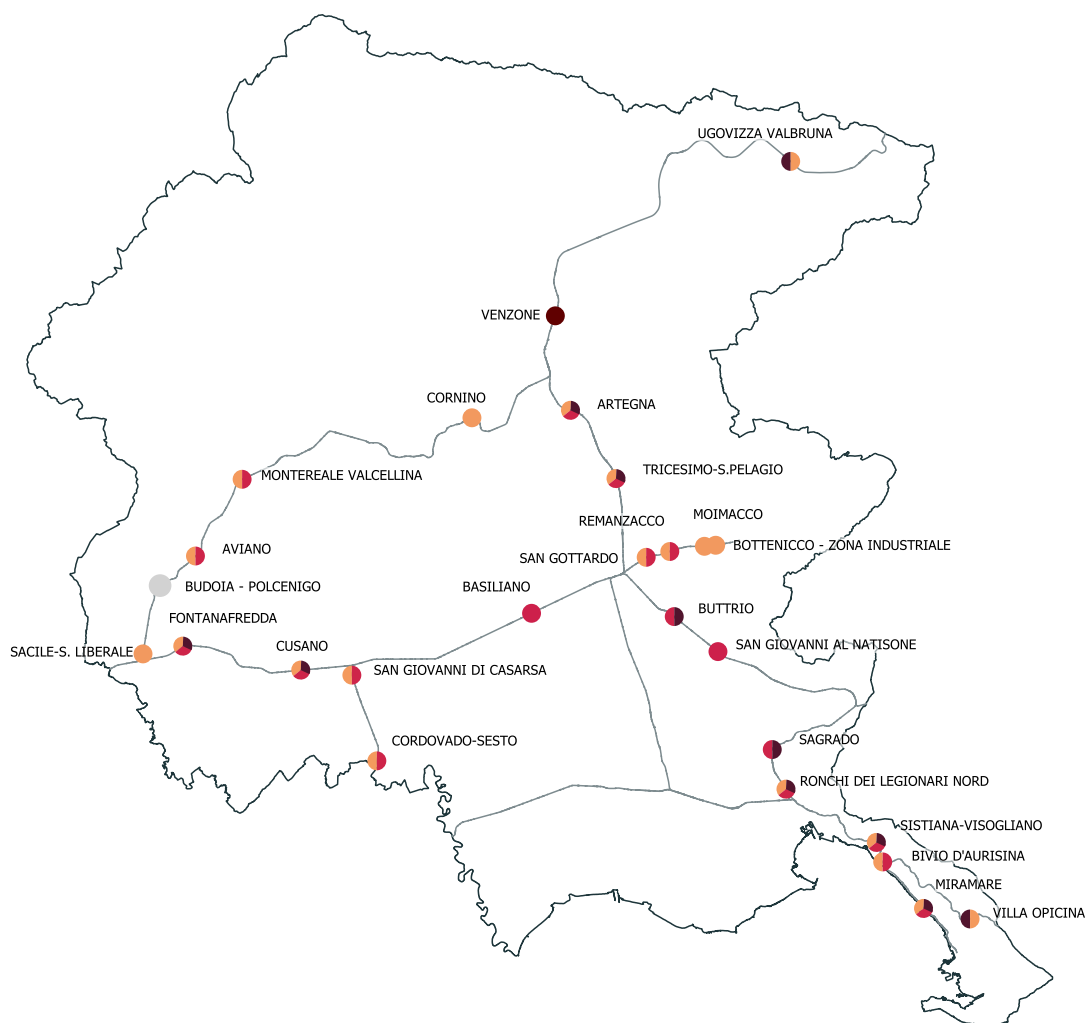 UGOVIZZA VALBRUNA
VENZONE
CORNINO
ARTEGNA
MONTEREALE VALCELLINA
TRICESIMO-S.PELAGIO
MOIMACCO
REMANZACCO
BOTTENICCO - ZONA INDUSTRIALE
AVIANO
SAN GOTTARDO
BUDOIA - POLCENIGO
BASILIANO
BUTTRIO
FONTANAFREDDA
SAN GIOVANNI AL NATISONE
CUSANO
SACILE-S. LIBERALE
SAN GIOVANNI DI CASARSA
SAGRADO
CORDOVADO-SESTO
RONCHI DEI LEGIONARI NORD
SISTIANA-VISOGLIANO
BIVIO D'AURISINA
MIRAMARE
VILLA OPICINA